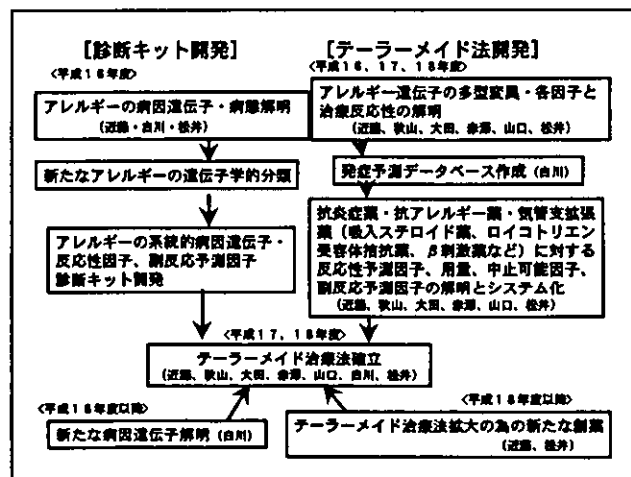 [診断キット開発]
<平成16年度>
アレルギーの病因遺伝子・病態解明
(近藤・白川・松井)
新たなアレルギーの遺伝子学的分類
アレルギーの系統的病因遺伝子・
反応性因子、副反応予測因子
診断キット開発
[テーラーメイド法開発]
<平成16、17、18年度>
アレルギー遺伝子の多型変異・各因子と
治療反応性の解明
(近藤、秋山、大田、赤澤、山口、松井)
発症予測データベース作成(白川)
抗炎症薬・抗アレルギー薬・気管支拡張
薬(吸入ステロイド薬、ロイコトリエン
受容体拮抗薬、β刺激薬など)に対する
反応性予測因子、用量、中止可能因子、
副反応予測因子の解明とシステム化
(近藤、秋山、大田、赤澤、山口、松井)
<平成17、18年度>
テーラーメイド治療法確立
(近藤、秋山、大田、赤澤、山口、白川、松井)
<平成18年度以降>
新たな病因遺伝子解明(白川)
<平成18年度以降>
テーラーメイド治療法拡大の為の新たな創薬
(近藤、松井)